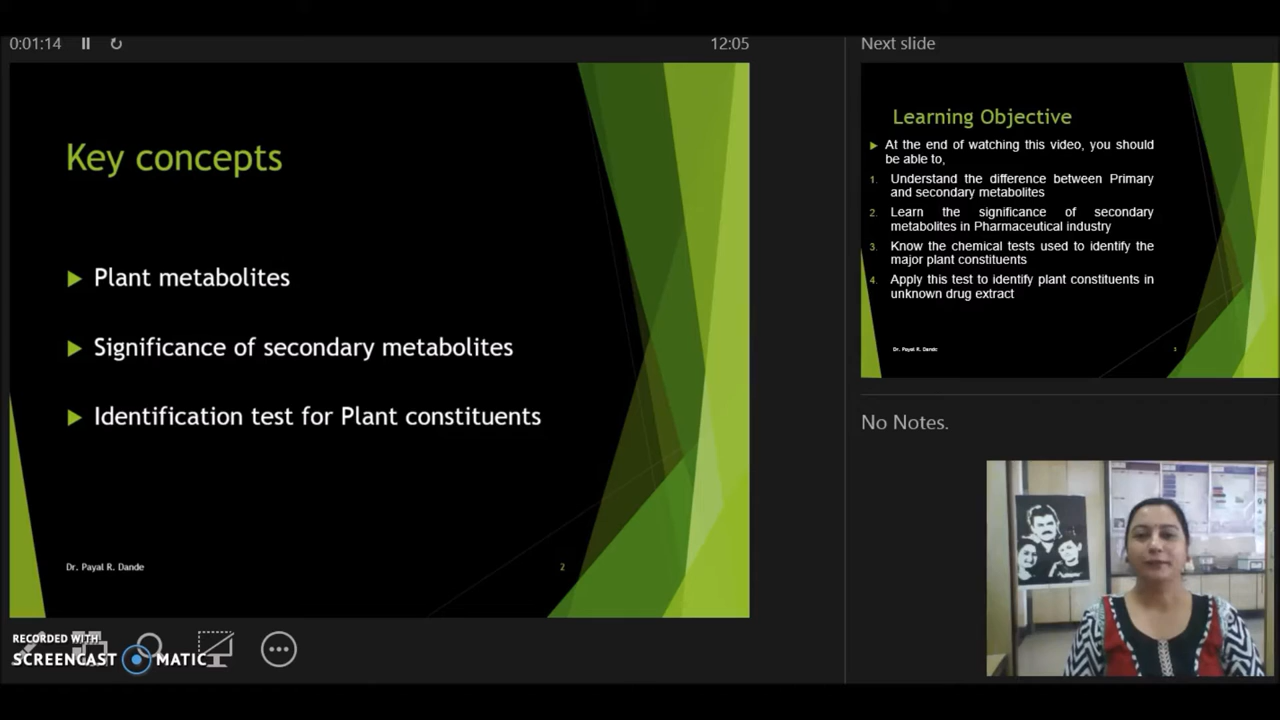 0:01:14
12:05
Next slide
Key concepts
Plant metabolites
Significance of secondary metabolites
Identification test for Plant constituents
Dr. Payal R. Dande
2
Learning Objective
At the end of watching this video, you should
be able to,
1. Understand the difference between Primary
and secondary metabolites
2. Learn the significance of secondary
metabolites in Pharmaceutical industry
3. Know the chemical tests used to identify the
major plant constituents
4. Apply this test to identify plant constituents in
unknown drug extract
Dr. Payal R. Dande
3
No Notes.
RECORDED WITH
SCREENCAST MATIC